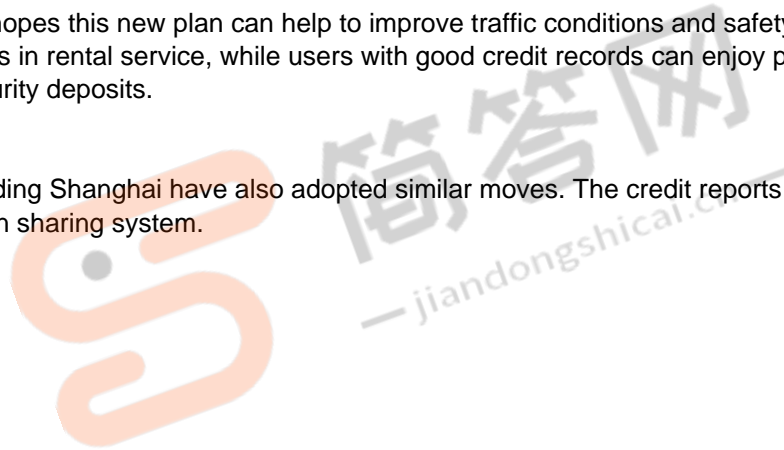 hopes this new plan can help to improve traffic conditions and safety
s in rental service, while users with good credit records can enjoy p
urity deposits.
ding Shanghai have also adopted similar moves. The credit reports
n sharing system.
简答网
jiandongshicai.cn